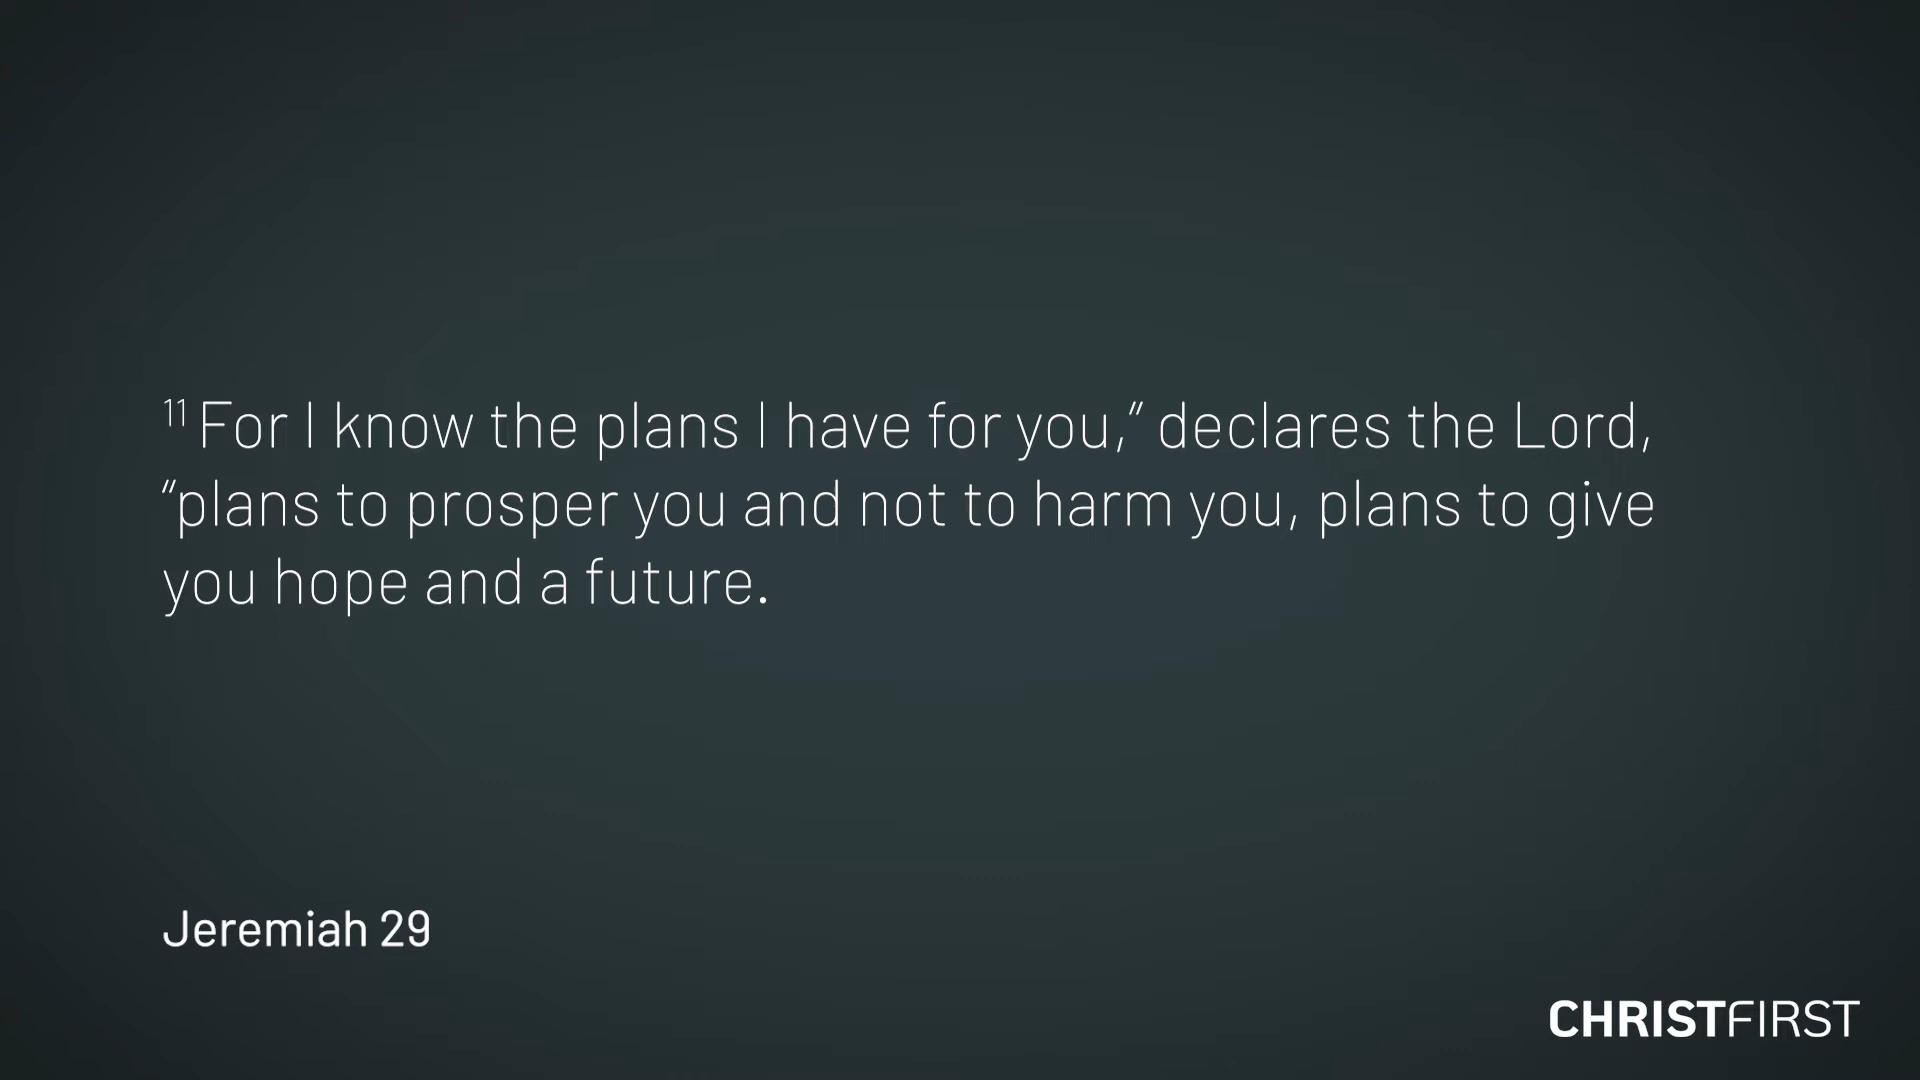 ¹¹ For I know the plans I have for you,” declares the Lord,
“plans to prosper you and not to harm you, plans to give
you hope and a future.
Jeremiah 29
CHRISTFIRST